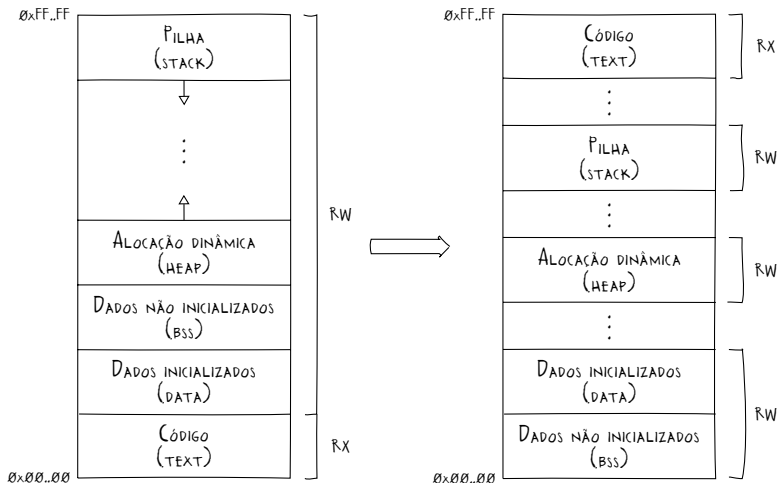 0xFF..FF
PILHA
(STACK)
⋮
ALOCAÇÃO DINÂMICA
(HEAP)
DADOS NÃO INICIALIZADOS
(BSS)
DADOS INICIALIZADOS
(DATA)
CÓDIGO
(TEXT)
0x00..00
RW
RX
0xFF..FF
CÓDIGO
(TEXT)
⋮
PILHA
(STACK)
⋮
ALOCAÇÃO DINÂMICA
(HEAP)
⋮
DADOS INICIALIZADOS
(DATA)
DADOS NÃO INICIALIZADOS
(BSS)
0x00..00
RX
RW
RW
RW